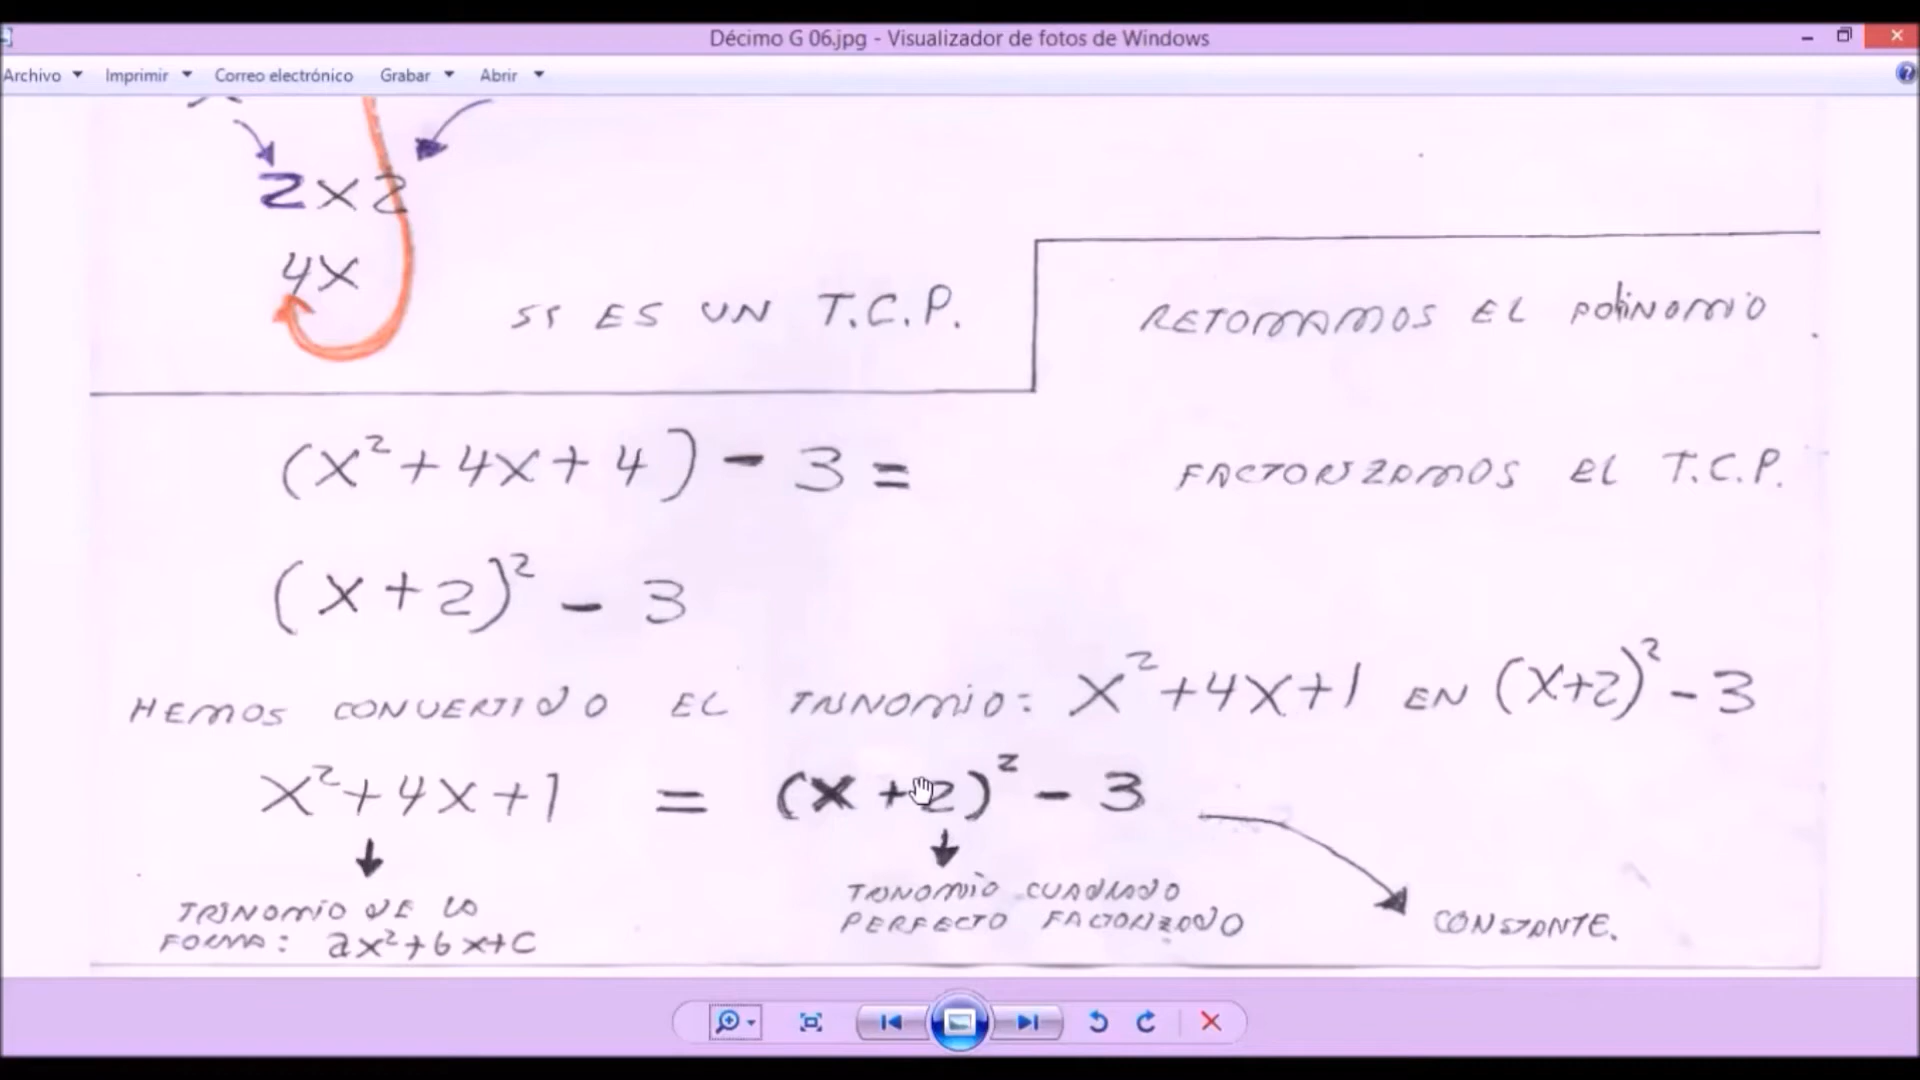 Décimo G 06.jpg - Visualizador de fotos de Windows
Archivo Imprimir Correo electrónico Grabar Abrir
2x2
4x
SI ES UN T.C.P.
RETOMAMOS EL POLINOMIO
(x²+4x+4) - 3 =
FACTORIZAMOS EL T.C.P.
(x+2)² - 3
HEMOS CONVERTIDO EL TRINOMIO: x²+4x+1 EN (x+2)² - 3
x²+4x+1 = (x+2)² - 3
TRINOMIO DE LA
FORMA: ax²+bx+c
CUADRADO
PERFECTO FACTORIZADO
CONSTANTE.